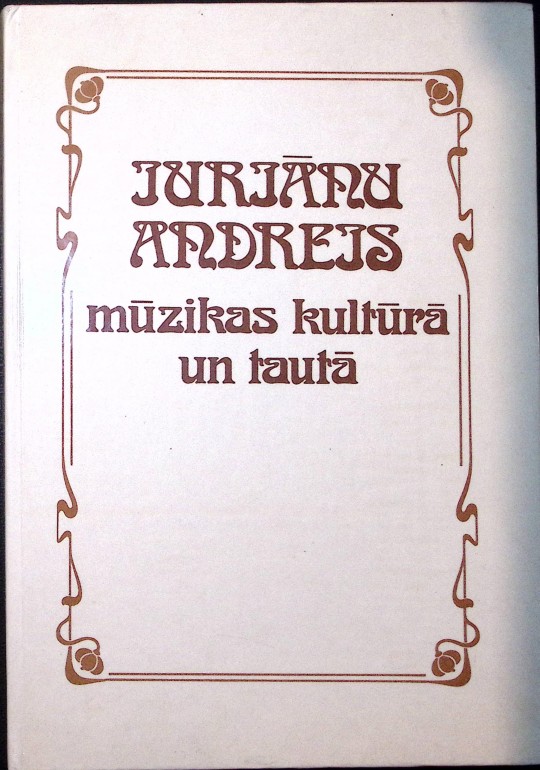 JURJĀNU
ANDREJS
mūzikas kultūrā
un tautā